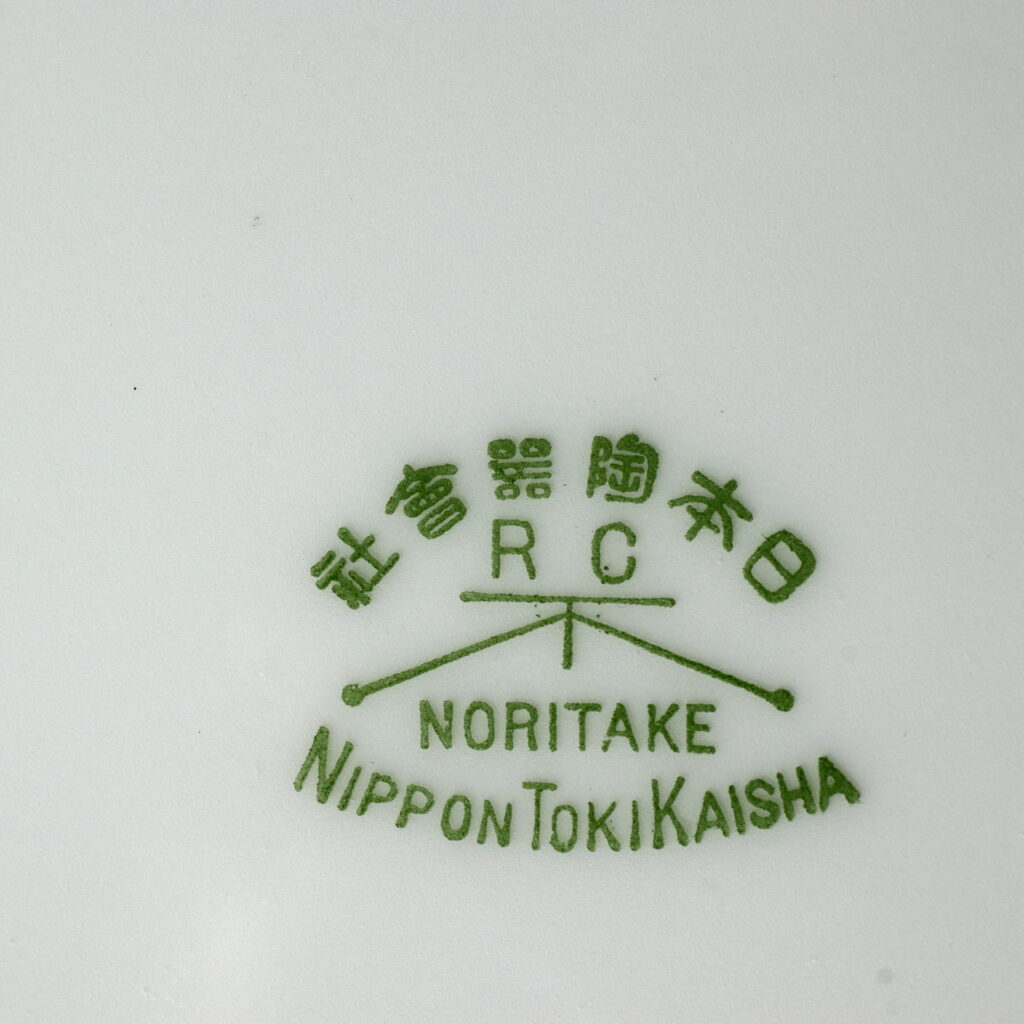 日本陶器會社
R C
NORITAKE
NIPPON TOKI KAISHA